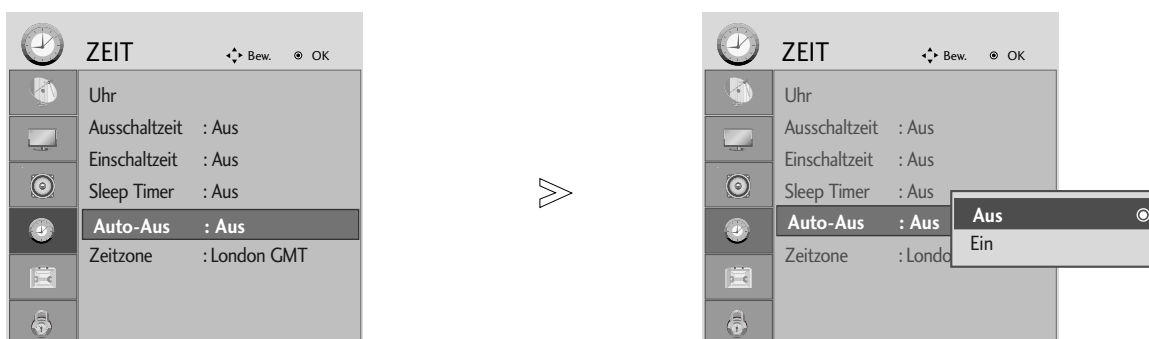 ZEIT Bew. OK
Uhr
Ausschaltzeit : Aus
Einschaltzeit : Aus
Sleep Timer : Aus
Auto-Aus : Aus
Zeitzone : London GMT
ZEIT Bew. OK
Uhr
Ausschaltzeit : Aus
Einschaltzeit : Aus
Sleep Timer : Aus
Auto-Aus : Aus
Zeitzone : Londo
Aus
Ein